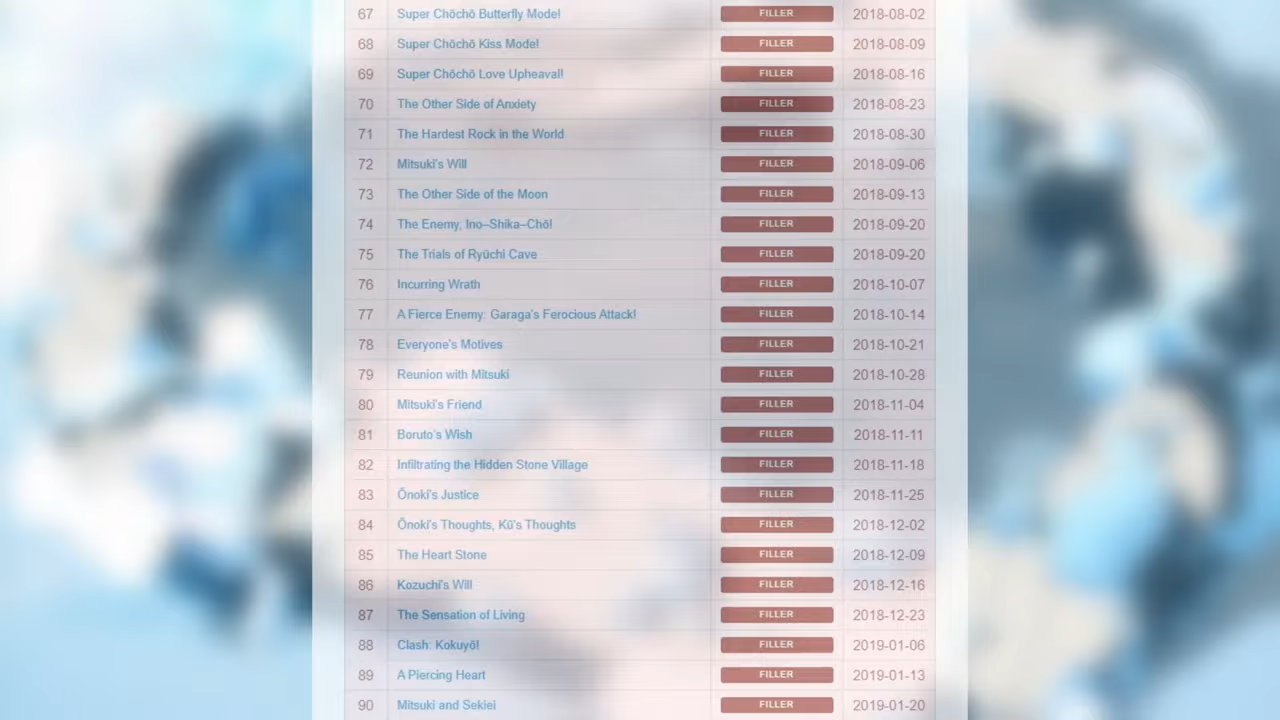 67 Super Chōchō Butterfly Mode! FILLER 2018-08-02
68 Super Chōchō Kiss Mode! FILLER 2018-08-09
69 Super Chōchō Love Upheaval! FILLER 2018-08-16
70 The Other Side of Anxiety FILLER 2018-08-23
71 The Hardest Rock in the World FILLER 2018-08-30
72 Mitsuki's Will FILLER 2018-09-06
73 The Other Side of the Moon FILLER 2018-09-13
74 The Enemy, Ino–Shika–Chō! FILLER 2018-09-20
75 The Trials of Ryūchi Cave FILLER 2018-09-20
76 Incurring Wrath FILLER 2018-10-07
77 A Fierce Enemy: Garaga's Ferocious Attack! FILLER 2018-10-14
78 Everyone's Motives FILLER 2018-10-21
79 Reunion with Mitsuki FILLER 2018-10-28
80 Mitsuki's Friend FILLER 2018-11-04
81 Boruto's Wish FILLER 2018-11-11
82 Infiltrating the Hidden Stone Village FILLER 2018-11-18
83 Ōnoki's Justice FILLER 2018-11-25
84 Ōnoki's Thoughts, Kū's Thoughts FILLER 2018-12-02
85 The Heart Stone FILLER 2018-12-09
86 Kozuchi's Will FILLER 2018-12-16
87 The Sensation of Living FILLER 2018-12-23
88 Clash: Kokuyō! FILLER 2019-01-06
89 A Piercing Heart FILLER 2019-01-13
90 Mitsuki and Sekiei FILLER 2019-01-20